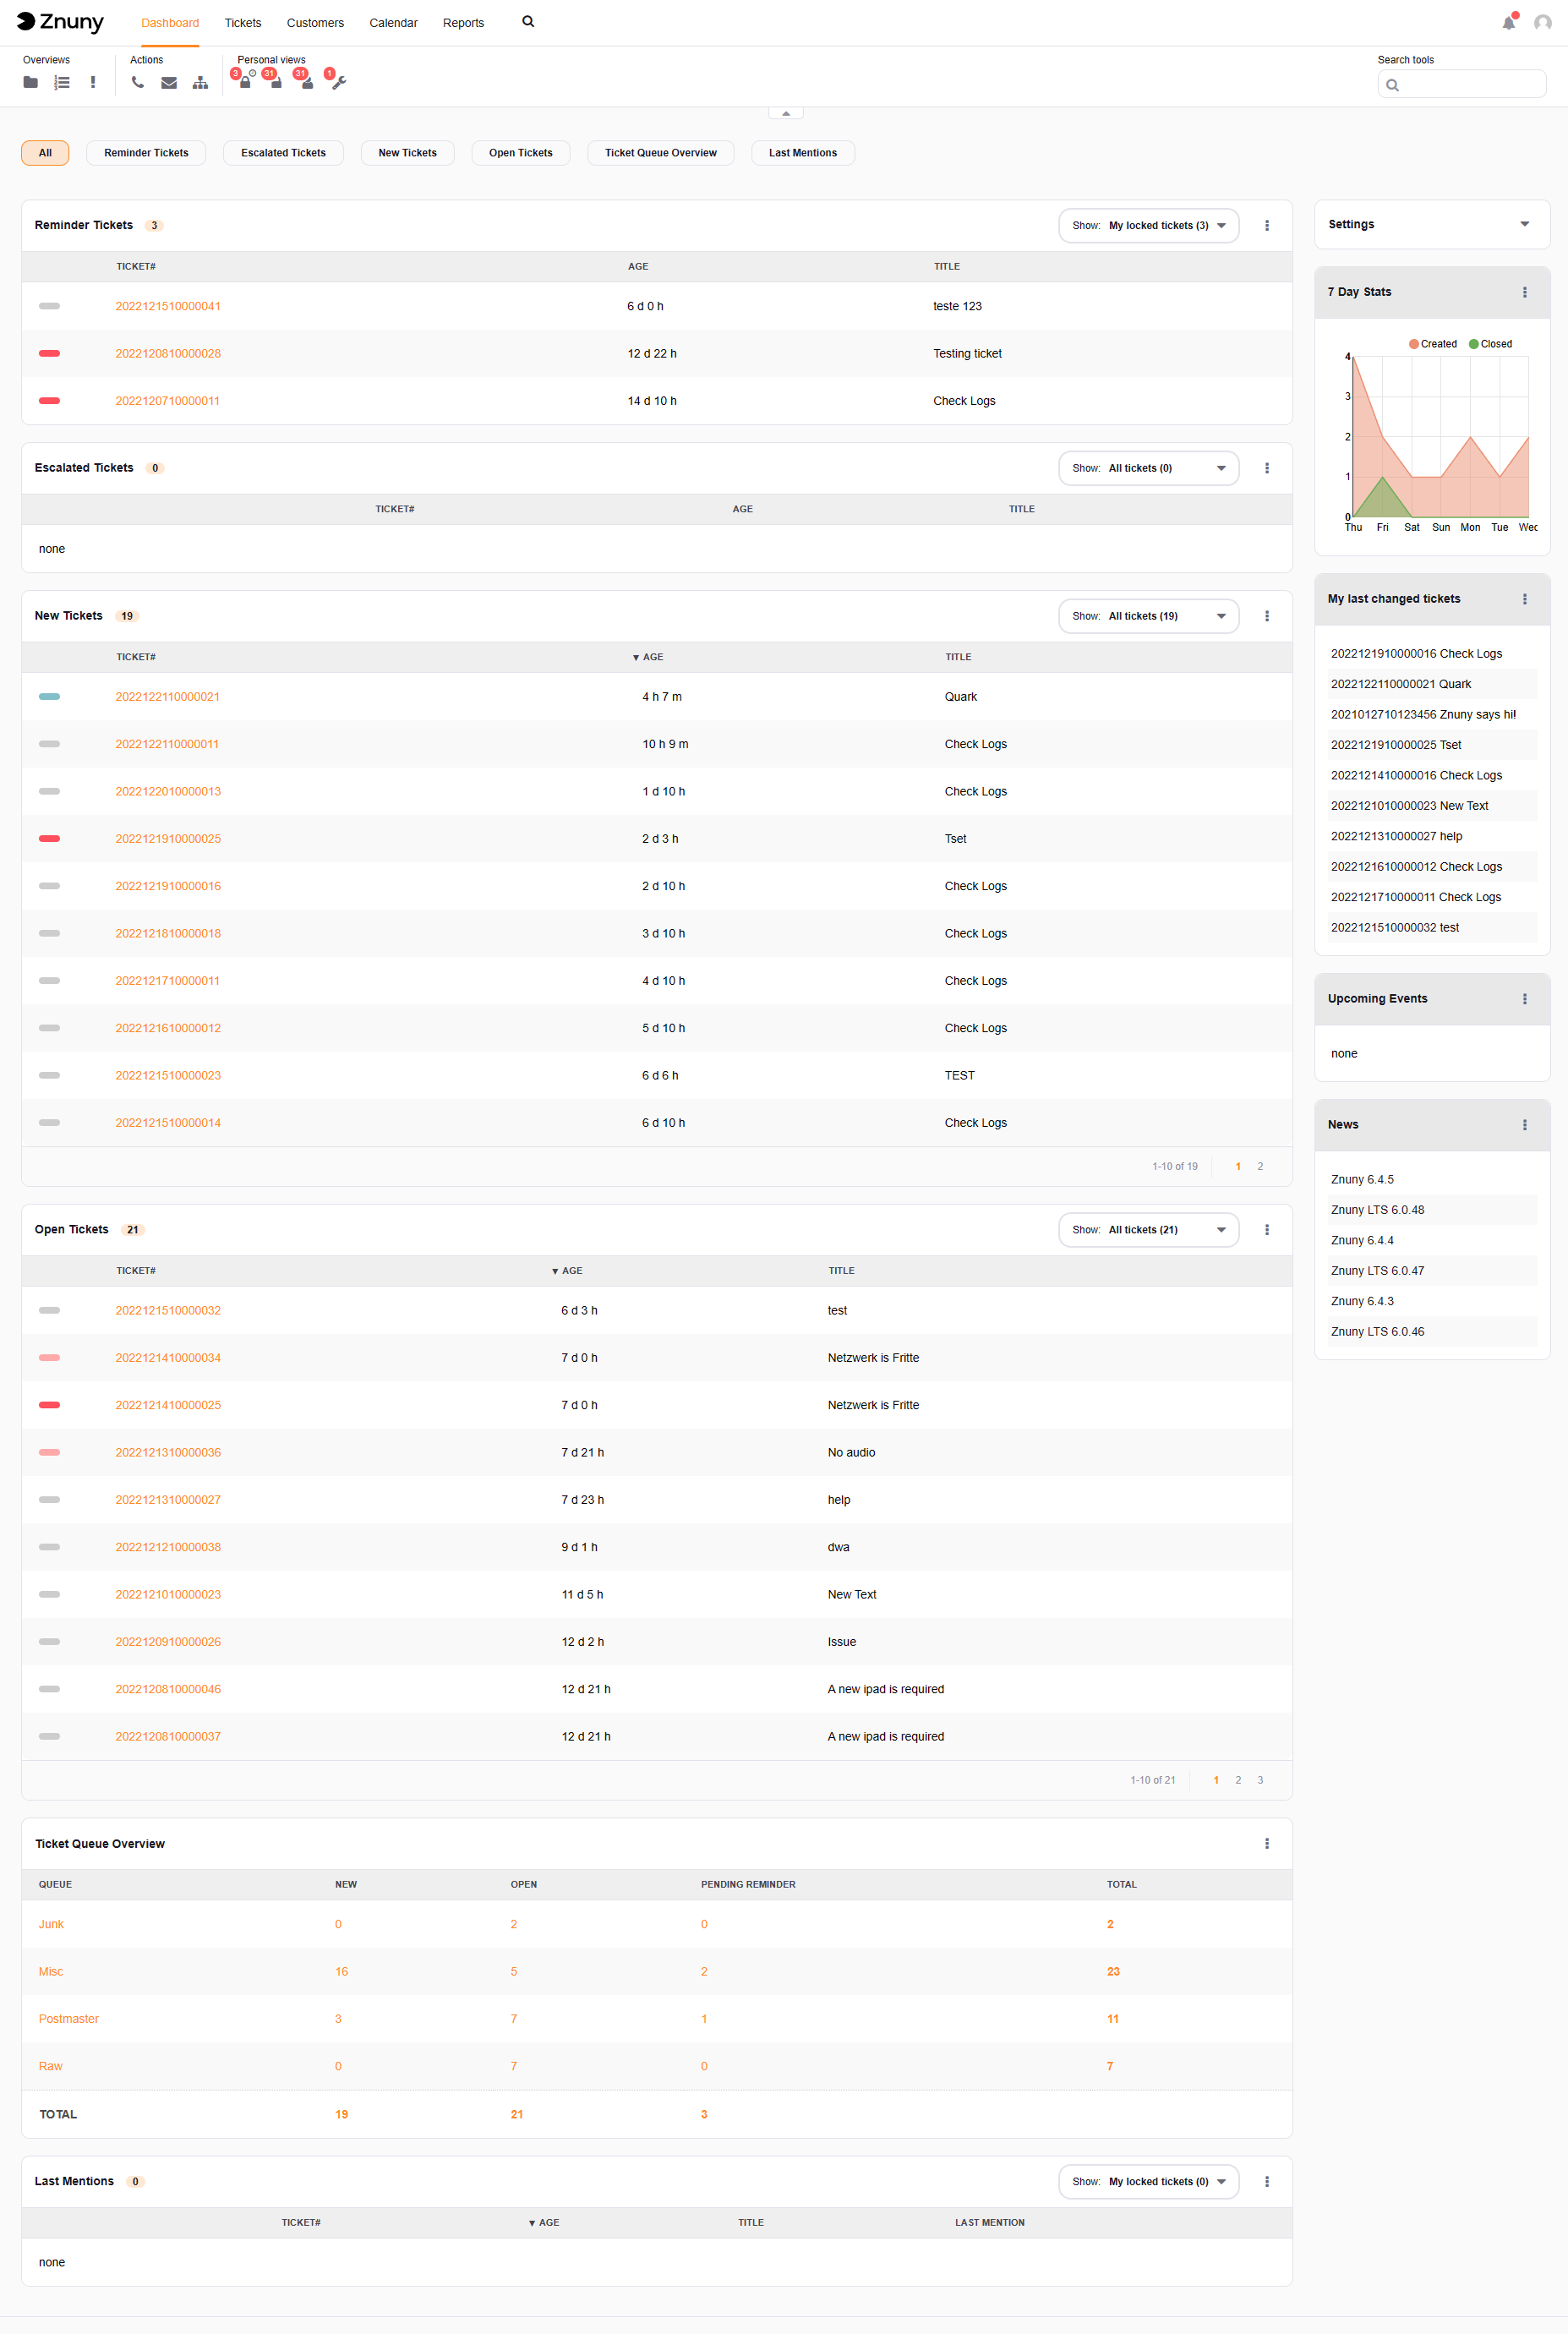 Znuny Dashboard Tickets Customers Calendar Reports
Overviews Actions Personal views Search tools
3 31 31 1
All Reminder Tickets Escalated Tickets New Tickets Open Tickets Ticket Queue Overview Last Mentions
Reminder Tickets 3 Show: My locked tickets (3)
TICKET# AGE TITLE
2022121510000041 6 d 0 h teste 123
2022120810000028 12 d 22 h Testing ticket
2022120710000011 14 d 10 h Check Logs
Escalated Tickets 0 Show: All tickets (0)
TICKET# AGE TITLE
none
New Tickets 19 Show: All tickets (19)
TICKET# ▼ AGE TITLE
2022122110000021 4 h 7 m Quark
2022122110000011 10 h 9 m Check Logs
2022122010000013 1 d 10 h Check Logs
2022121910000025 2 d 3 h Tset
2022121910000016 2 d 10 h Check Logs
2022121810000018 3 d 10 h Check Logs
2022121710000011 4 d 10 h Check Logs
2022121610000012 5 d 10 h Check Logs
2022121510000023 6 d 6 h TEST
2022121510000014 6 d 10 h Check Logs
1-10 of 19 1 2
Open Tickets 21 Show: All tickets (21)
TICKET# ▼ AGE TITLE
2022121510000032 6 d 3 h test
2022121410000034 7 d 0 h Netzwerk is Fritte
2022121410000025 7 d 0 h Netzwerk is Fritte
2022121310000036 7 d 21 h No audio
2022121310000027 7 d 23 h help
2022121210000038 9 d 1 h dwa
2022121010000023 11 d 5 h New Text
2022120910000026 12 d 2 h Issue
2022120810000046 12 d 21 h A new ipad is required
2022120810000037 12 d 21 h A new ipad is required
1-10 of 21 1 2 3
Ticket Queue Overview
QUEUE NEW OPEN PENDING REMINDER TOTAL
Junk 0 2 0 2
Misc 16 5 2 23
Postmaster 3 7 1 11
Raw 0 7 0 7
TOTAL 19 21 3
Last Mentions 0 Show: My locked tickets (0)
TICKET# ▼ AGE TITLE LAST MENTION
none
Settings
7 Day Stats
Created Closed
4
3
2
1
0
Thu Fri Sat Sun Mon Tue Wed
My last changed tickets
2022121910000016 Check Logs
2022122110000021 Quark
2021012710123456 Znuny says hi!
2022121910000025 Tset
2022121410000016 Check Logs
2022121010000023 New Text
2022121310000027 help
2022121610000012 Check Logs
2022121710000011 Check Logs
2022121510000032 test
Upcoming Events
none
News
Znuny 6.4.5
Znuny LTS 6.0.48
Znuny 6.4.4
Znuny LTS 6.0.47
Znuny 6.4.3
Znuny LTS 6.0.46